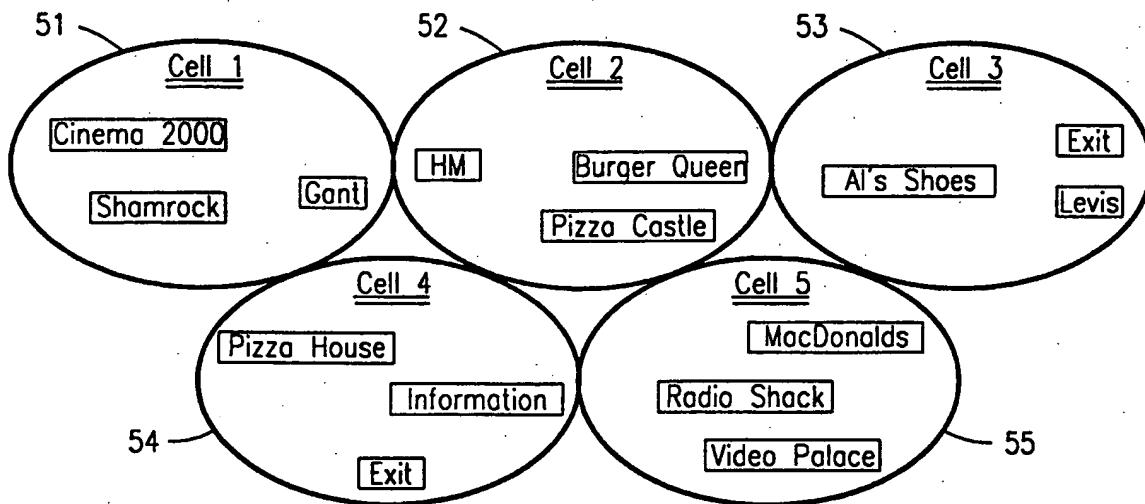 51
52
53
Cell 1
Cell 2
Cell 3
Cinema 2000
Shamrock
Gant
HM
Burger Queen
Pizza Castle
Al's Shoes
Exit
Levis
Cell 4
Cell 5
Pizza House
Information
Exit
MacDonalds
Radio Shack
Video Palace
54
55